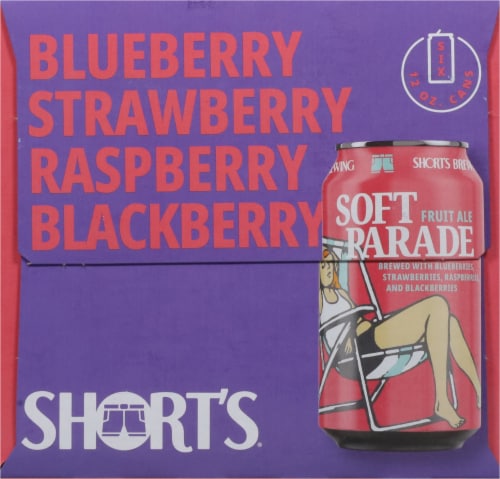 BLUEBERRY
STRAWBERRY
RASPBERRY
BLACKBERRY
SIX
12 OZ. CANS
SHORT'S BREW
SOFT
FRUIT ALE
PARADE
BREWED WITH BLUEBERRIES,
STRAWBERRIES, RASPBERRIES
AND BLACKBERRIES
SHORT'S